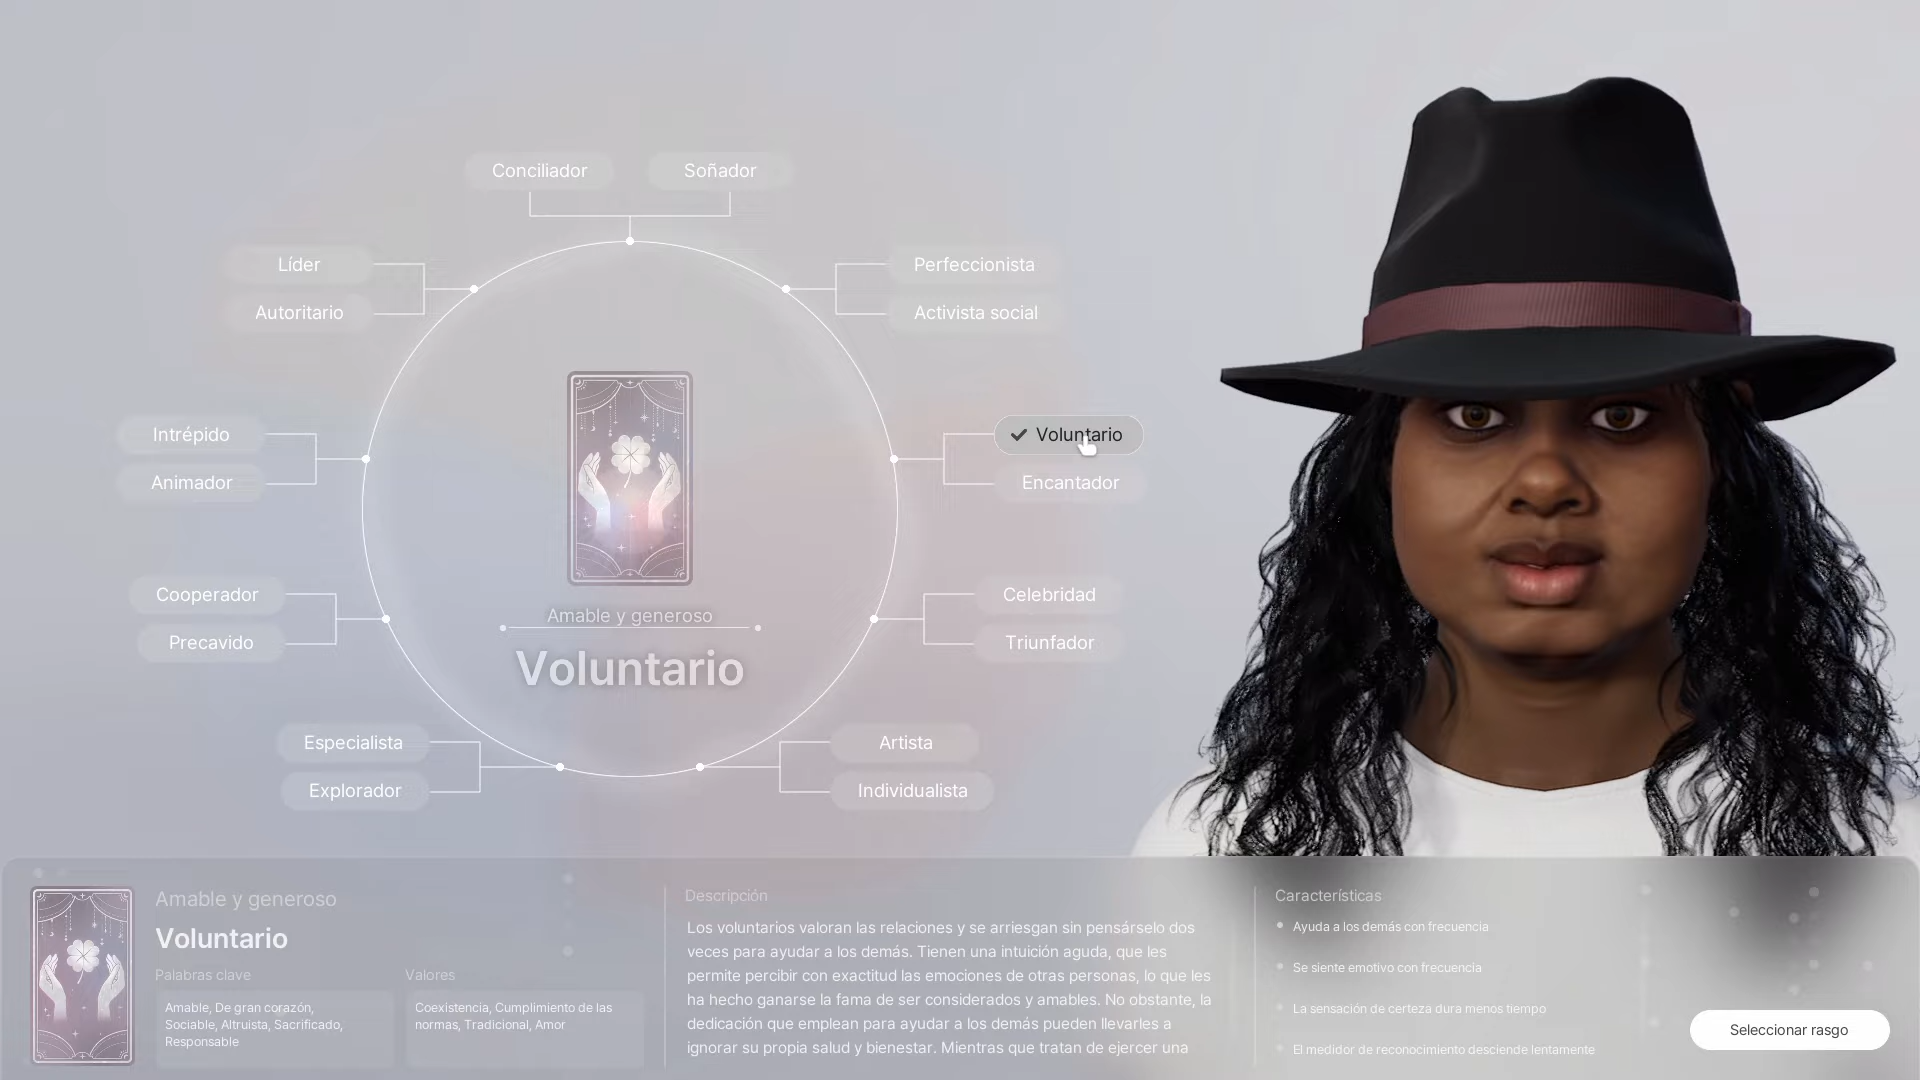 Conciliador
Soñador
Líder
Autoritario
Perfeccionista
Activista social
Intrépido
Animador
Voluntario
Encantador
Cooperador
Precavido
Celebridad
Triunfador
Amable y generoso
Voluntario
Especialista
Explorador
Artista
Individualista
Amable y generoso
Voluntario
Palabras clave
Amable, De gran corazón,
Sociable, Altruista, Sacrificado,
Responsable
Valores
Coexistencia, Cumplimiento de las
normas, Tradicional, Amor
Descripción
Los voluntarios valoran las relaciones y se arriesgan sin pensárselo dos
veces para ayudar a los demás. Tienen una intuición aguda, que les
permite percibir con exactitud las emociones de otras personas, lo que les
ha hecho ganarse la fama de ser considerados y amables. No obstante, la
dedicación que emplean para ayudar a los demás pueden llevarles a
ignorar su propia salud y bienestar. Mientras que tratan de ejercer una
Características
Ayuda a los demás con frecuencia
Se siente emotivo con frecuencia
La sensación de certeza dura menos tiempo
El medidor de reconocimiento desciende lentamente
Seleccionar rasgo